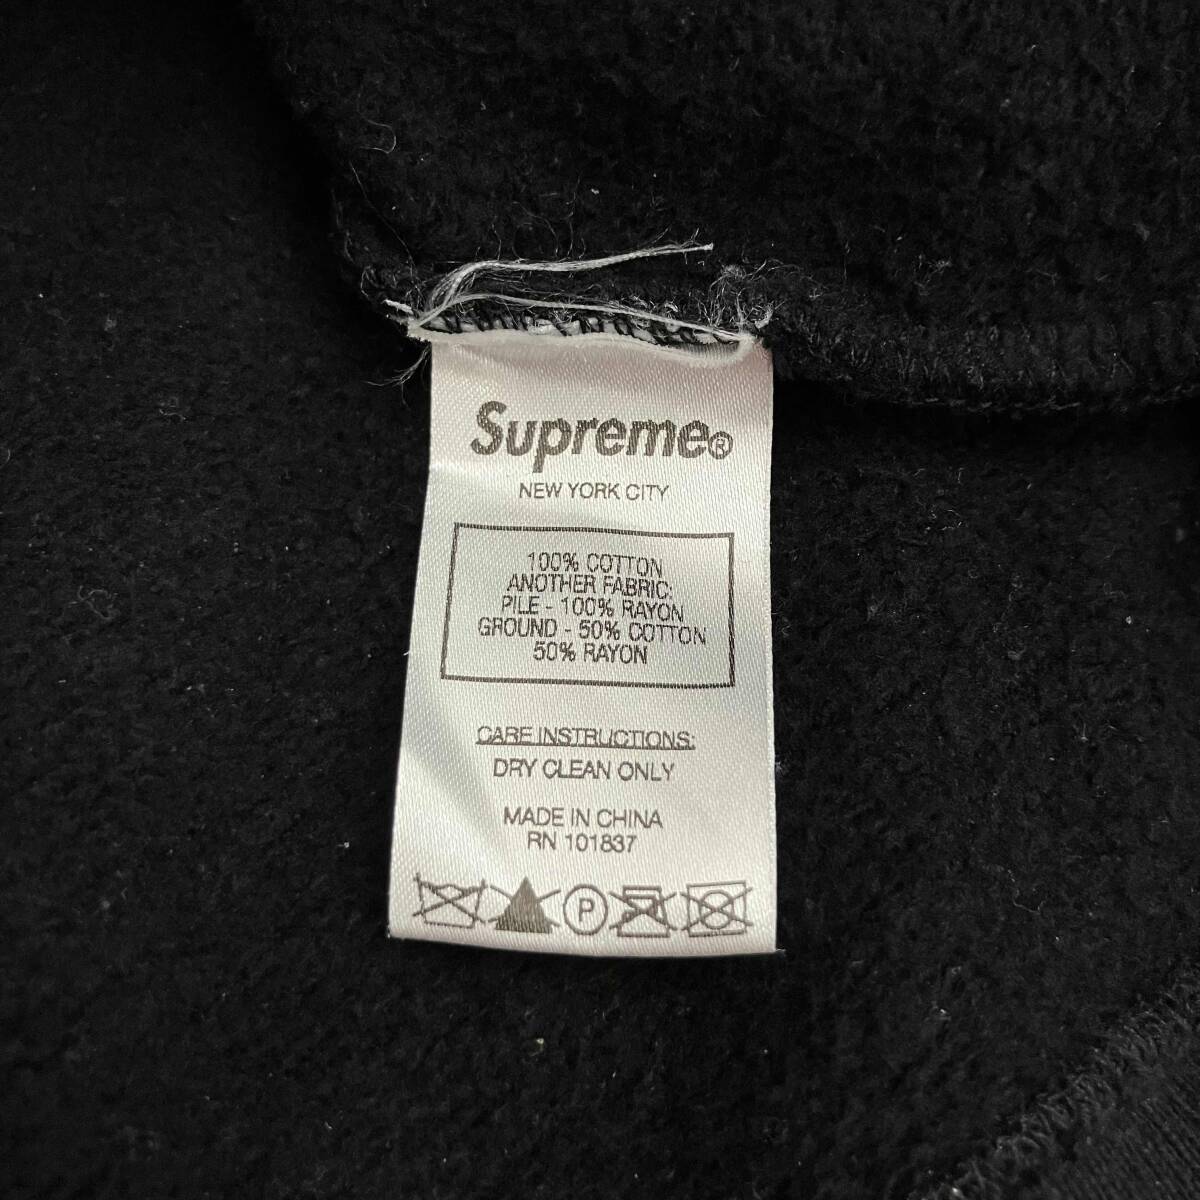 Supreme®
NEW YORK CITY
100% COTTON
ANOTHER FABRIC:
PILE - 100% RAYON
GROUND - 50% COTTON
50% RAYON
CARE INSTRUCTIONS:
DRY CLEAN ONLY
MADE IN CHINA
RN 101837
P